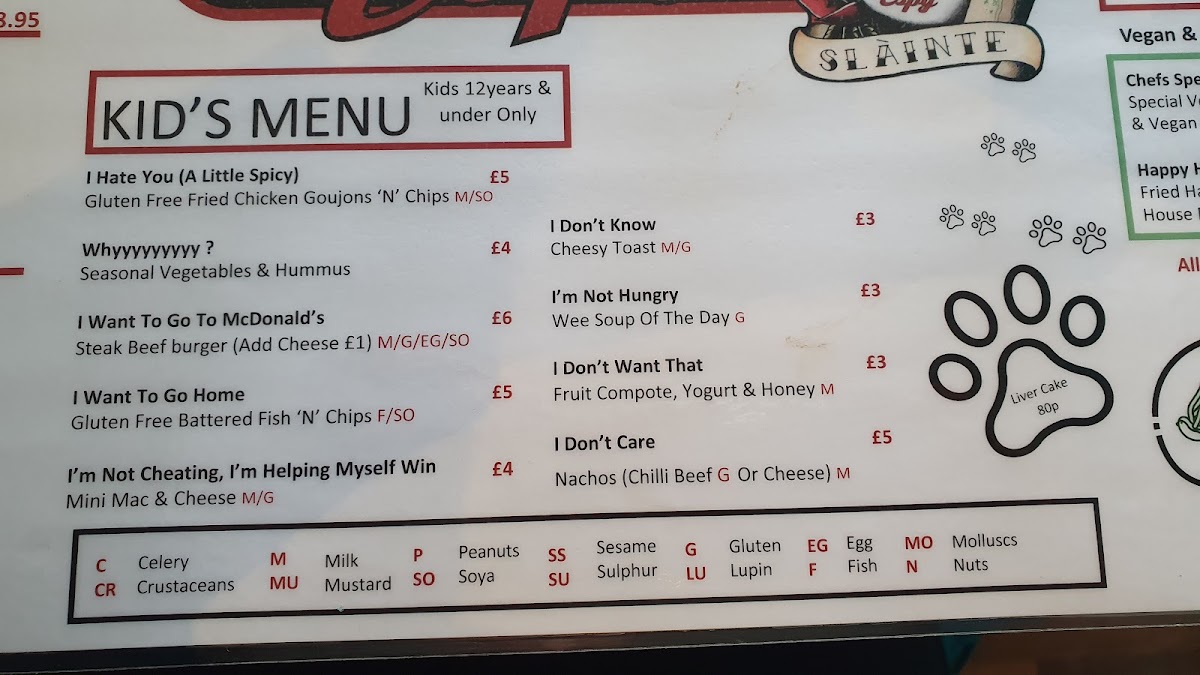 8.95
SLÀINTE
KID'S MENU
Kids 12years &
under Only
I Hate You (A Little Spicy) £5
Gluten Free Fried Chicken Goujons 'N' Chips M/SO
Whyyyyyyyyy ? £4
Seasonal Vegetables & Hummus
I Want To Go To McDonald's £6
Steak Beef burger (Add Cheese £1) M/G/EG/SO
I Want To Go Home £5
Gluten Free Battered Fish 'N' Chips F/SO
I'm Not Cheating, I'm Helping Myself Win £4
Mini Mac & Cheese M/G
I Don't Know £3
Cheesy Toast M/G
I'm Not Hungry £3
Wee Soup Of The Day G
I Don't Want That £3
Fruit Compote, Yogurt & Honey M
I Don't Care £5
Nachos (Chilli Beef G Or Cheese) M
Liver Cake
80p
Vegan &
Chefs Spe
Special Ve
& Vegan
Happy H
Fried Ha
House
All
C Celery M Milk P Peanuts SS Sesame G Gluten EG Egg MO Molluscs
CR Crustaceans MU Mustard SO Soya SU Sulphur LU Lupin F Fish N Nuts